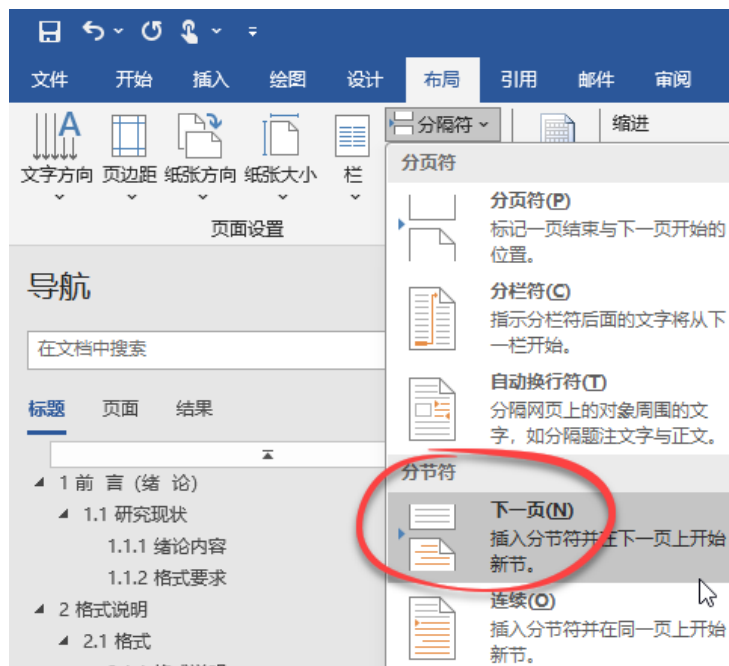 文件 开始 插入 绘图 设计 布局 引用 邮件 审阅
A
分隔符 缩进
文字方向 页边距 纸张方向 纸张大小 栏
页面设置
导航
在文档中搜索
标题 页面 结果
1 前 言 (绪 论)
1.1 研究现状
1.1.1 绪论内容
1.1.2 格式要求
2 格式说明
2.1 格式
分页符
分页符(P)
标记一页结束与下一页开始的
位置。
分栏符(C)
指示分栏符后面的文字将从下
一栏开始。
自动换行符(T)
分隔网页上的对象周围的文
字，如分隔题注文字与正文。
分节符
下一页(N)
插入分节符并在下一页上开始
新节。
连续(O)
插入分节符并在同一页上开始
新节。